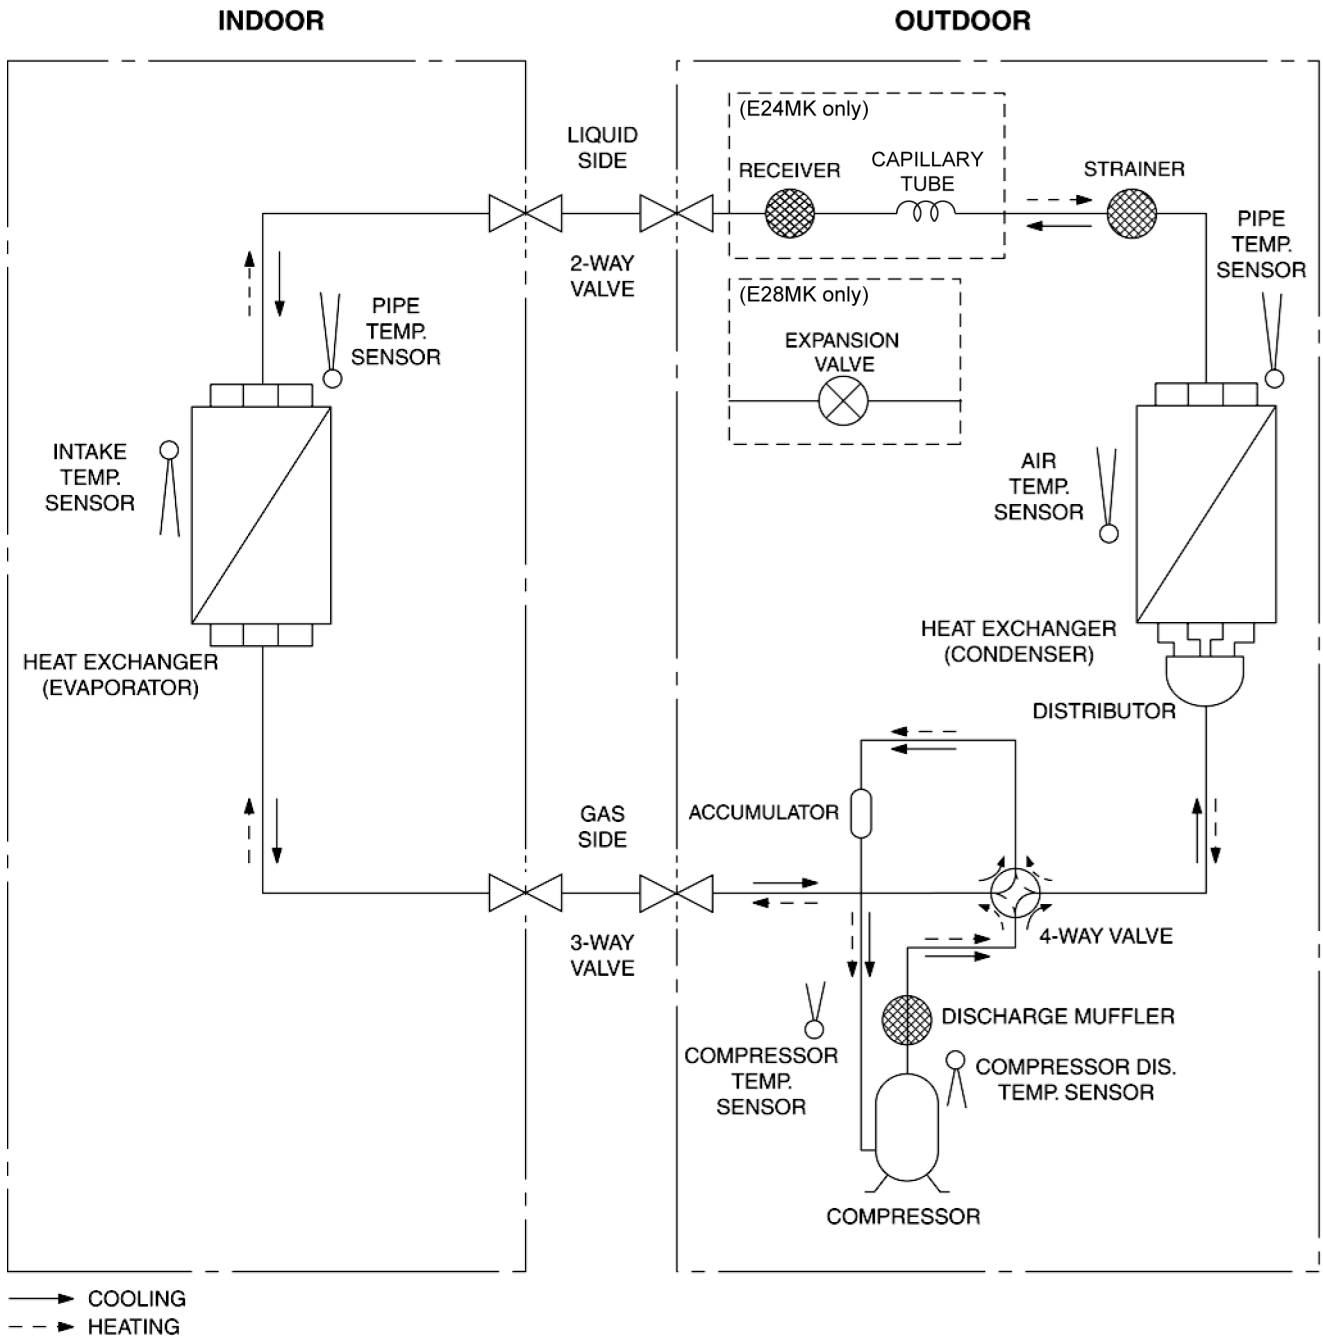 INDOOR
OUTDOOR
(E24MK only)
LIQUID
SIDE
RECEIVER
CAPILLARY
TUBE
STRAINER
PIPE
TEMP.
SENSOR
2-WAY
VALVE
(E28MK only)
EXPANSION
VALVE
PIPE
TEMP.
SENSOR
INTAKE
TEMP.
SENSOR
AIR
TEMP.
SENSOR
HEAT EXCHANGER
(EVAPORATOR)
HEAT EXCHANGER
(CONDENSER)
DISTRIBUTOR
GAS
SIDE
ACCUMULATOR
3-WAY
VALVE
4-WAY VALVE
DISCHARGE MUFFLER
COMPRESSOR
TEMP.
SENSOR
COMPRESSOR DIS.
TEMP. SENSOR
COMPRESSOR
COOLING
HEATING